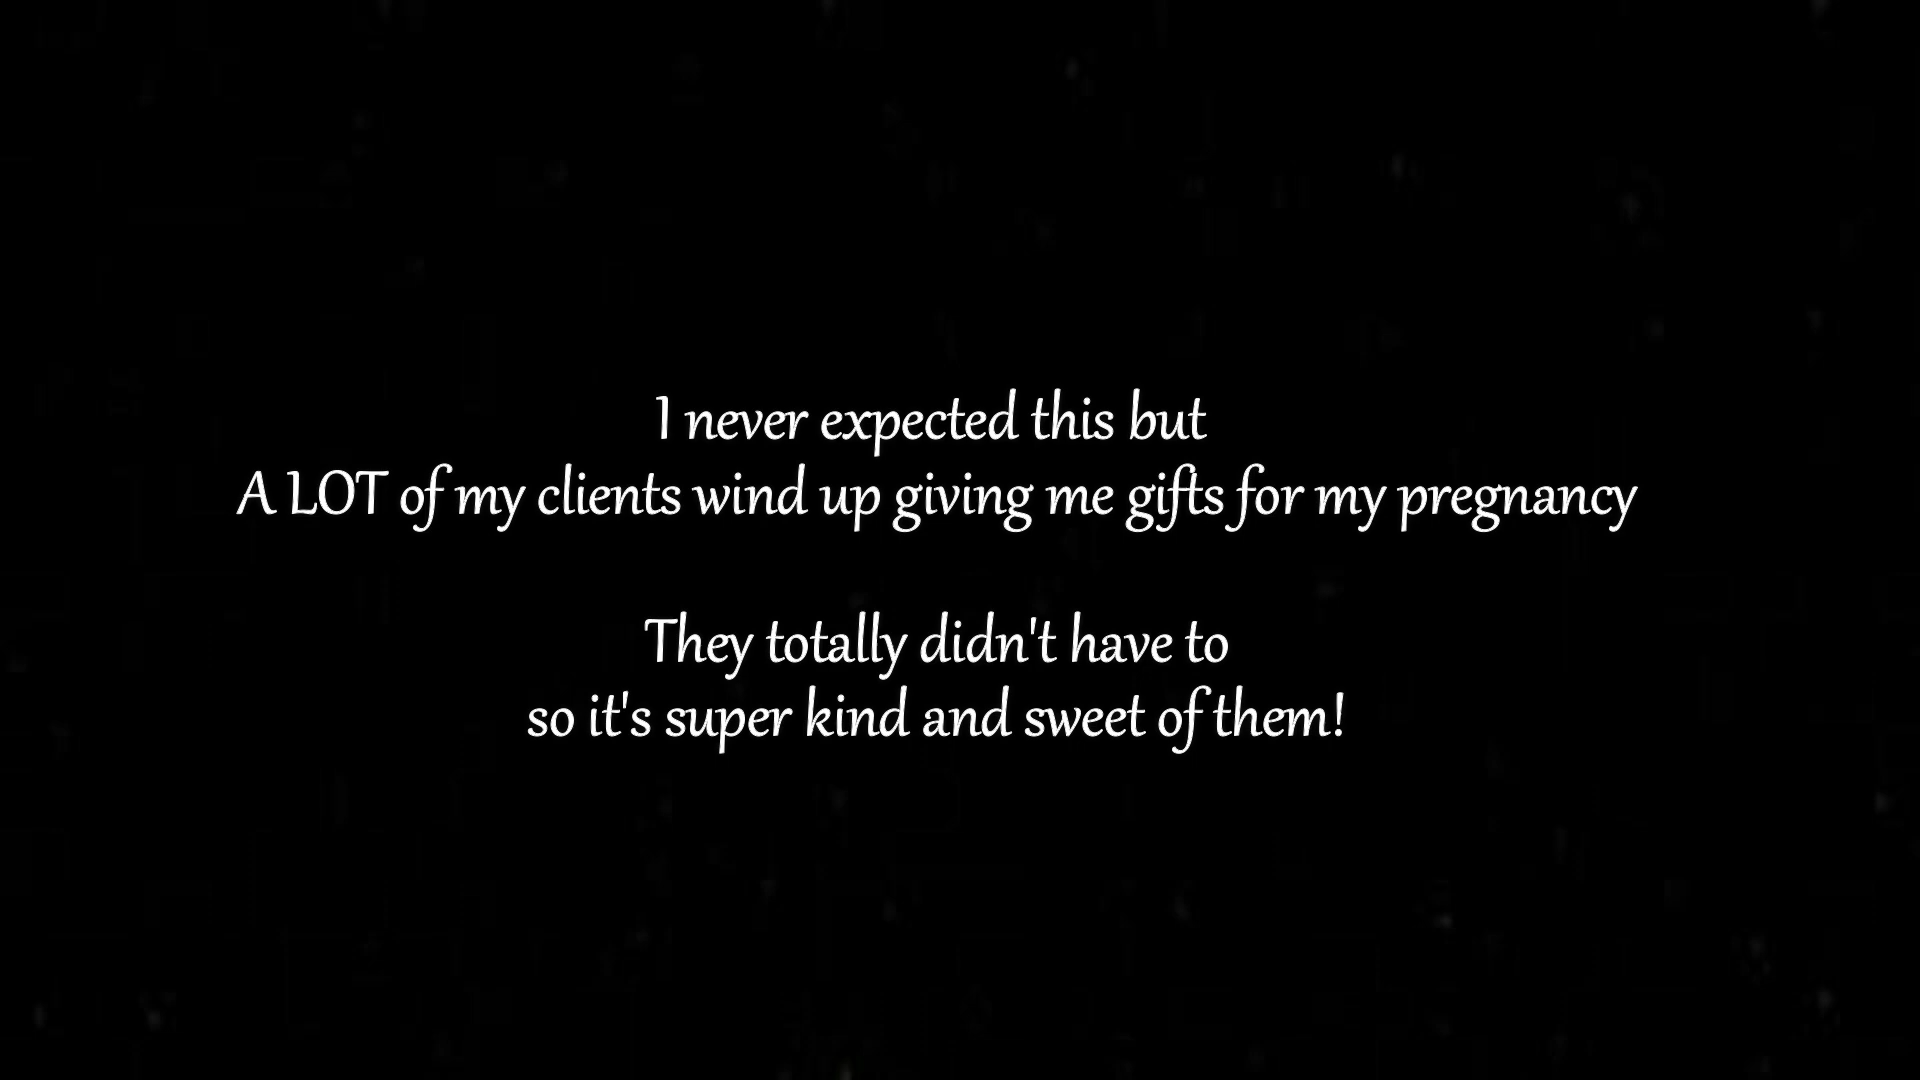 I never expected this but
A LOT of my clients wind up giving me gifts for my pregnancy
They totally didn't have to
so it's super kind and sweet of them!